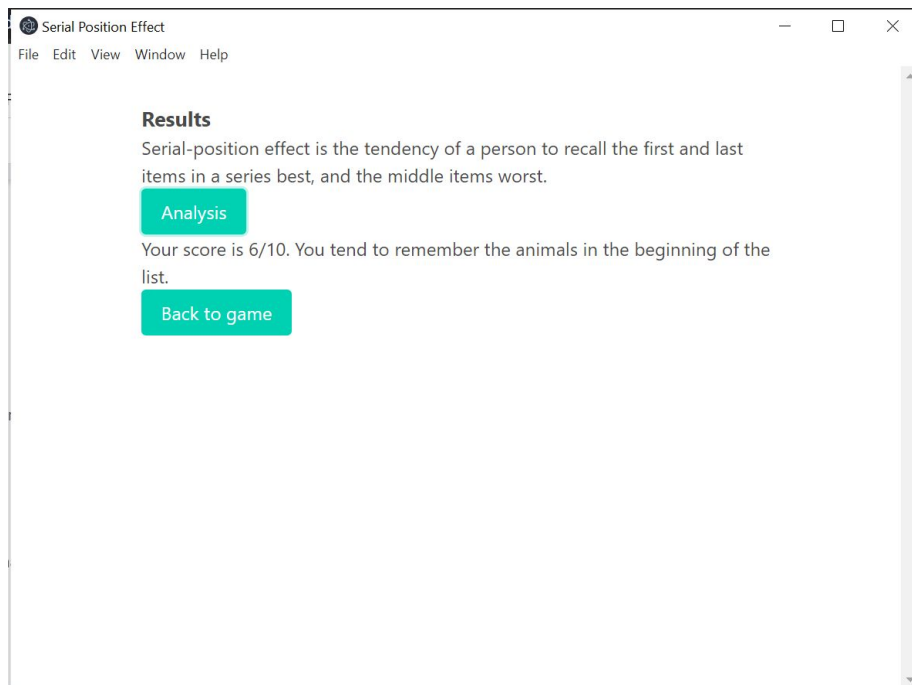 Serial Position Effect
File Edit View Window Help
Results
Serial-position effect is the tendency of a person to recall the first and last
items in a series best, and the middle items worst.
Analysis
Your score is 6/10. You tend to remember the animals in the beginning of the
list.
Back to game